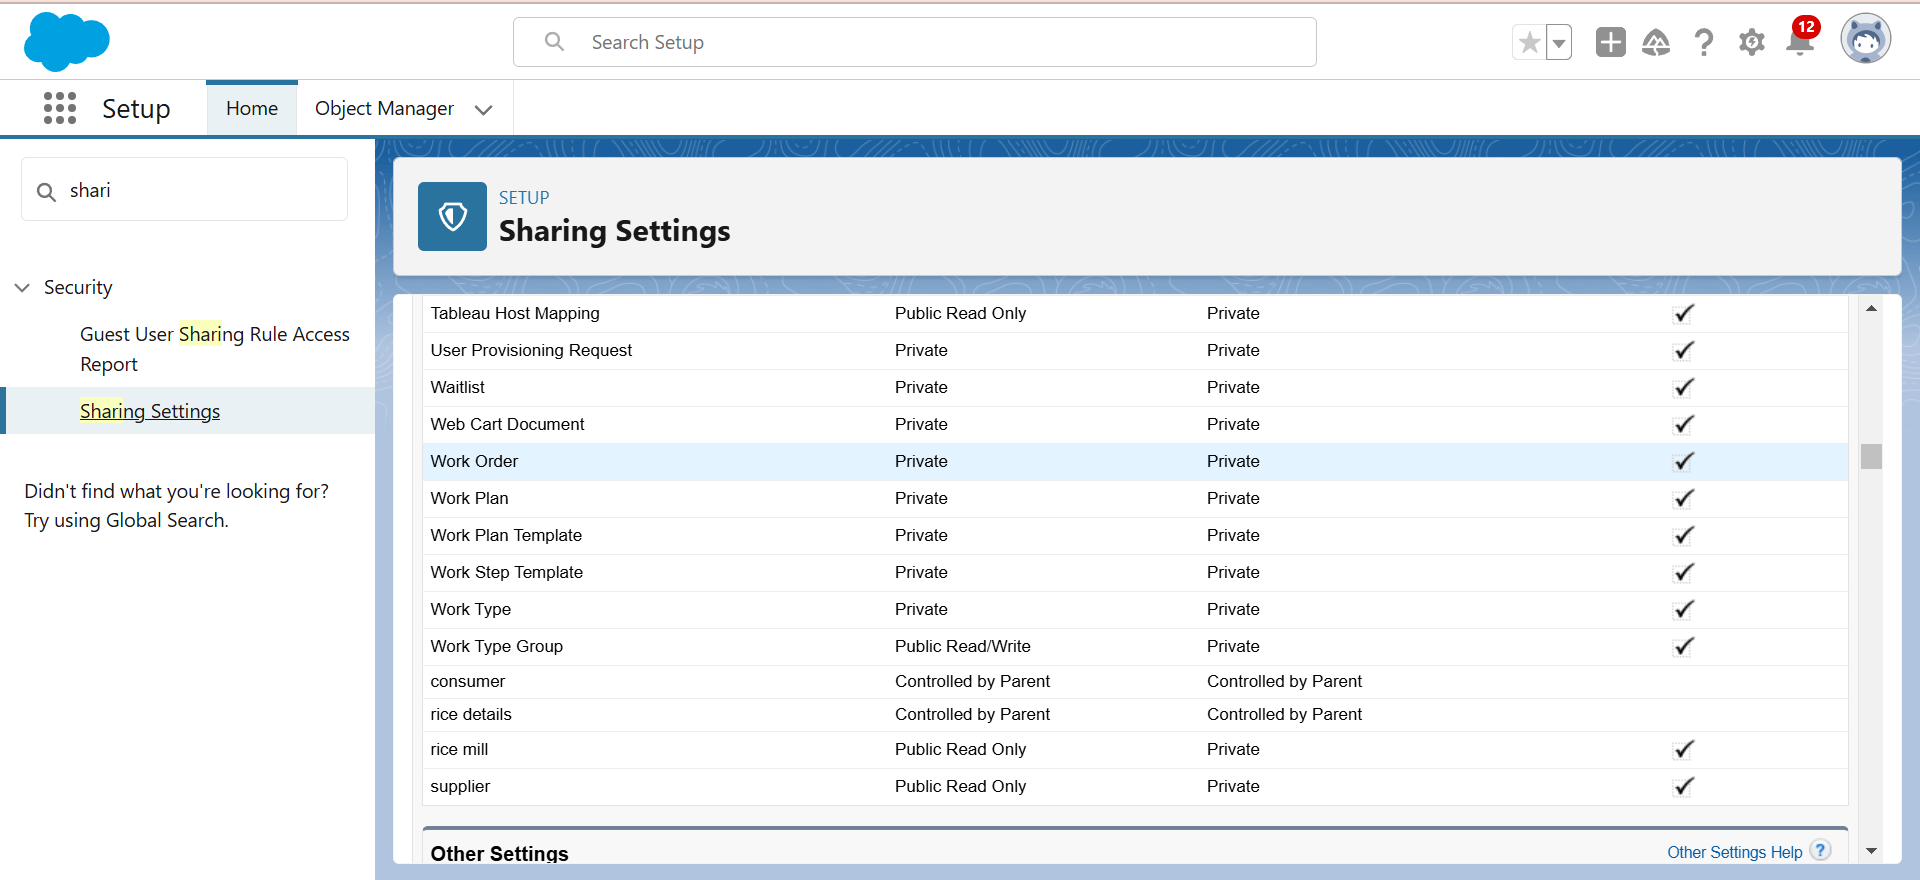 Search Setup
12
Setup
Home
Object Manager
shari
Security
Guest User Sharing Rule Access
Report
Sharing Settings
Didn't find what you're looking for?
Try using Global Search.
SETUP
Sharing Settings
Tableau Host Mapping Public Read Only Private
User Provisioning Request Private Private
Waitlist Private Private
Web Cart Document Private Private
Work Order Private Private
Work Plan Private Private
Work Plan Template Private Private
Work Step Template Private Private
Work Type Private Private
Work Type Group Public Read/Write Private
consumer Controlled by Parent Controlled by Parent
rice details Controlled by Parent Controlled by Parent
rice mill Public Read Only Private
supplier Public Read Only Private
Other Settings
Other Settings Help ?